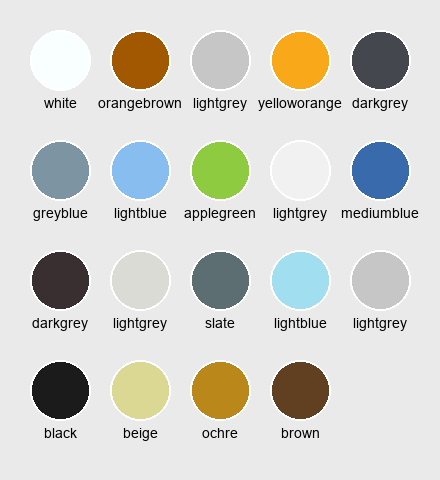 white orangebrown lightgrey yelloworange darkgrey
greyblue lightblue applegreen lightgrey mediumblue
darkgrey lightgrey slate lightblue lightgrey
black beige ochre brown